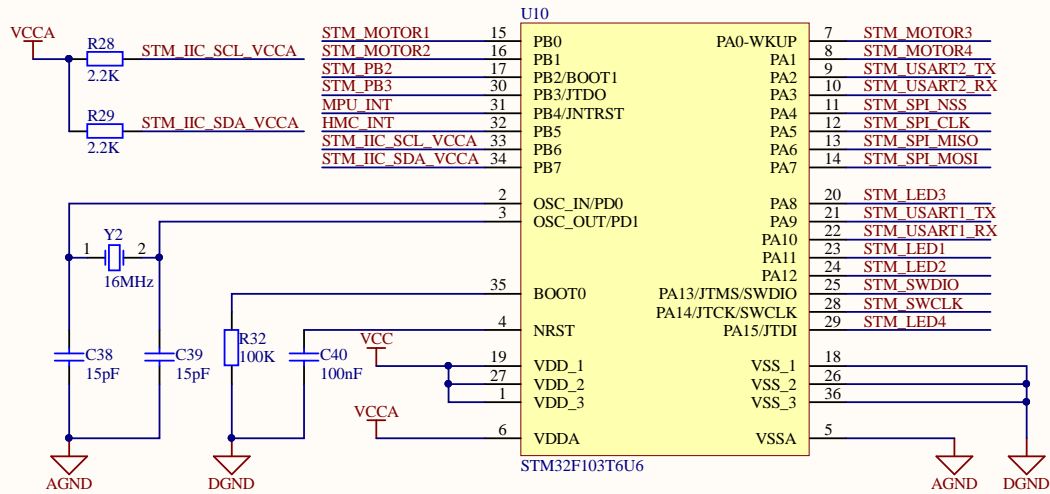 U10
VCCA
R28
2.2K
STM_IIC_SCL_VCCA
R29
2.2K
STM_IIC_SDA_VCCA
STM_MOTOR1 15 PB0
STM_MOTOR2 16 PB1
STM_PB2 17 PB2/BOOT1
STM_PB3 30 PB3/JTDO
MPU_INT 31 PB4/JNTRST
HMC_INT 32 PB5
STM_IIC_SCL_VCCA 33 PB6
STM_IIC_SDA_VCCA 34 PB7
2 OSC_IN/PD0
3 OSC_OUT/PD1
Y2
1 2
16MHz
35 BOOT0
4 NRST
R32
100K
C38
15pF
C39
15pF
C40
100nF
VCC
19 VDD_1
27 VDD_2
1 VDD_3
VCCA
6 VDDA
AGND
DGND
PA0-WKUP 7 STM_MOTOR3
PA1 8 STM_MOTOR4
PA2 9 STM_USART2_TX
PA3 10 STM_USART2_RX
PA4 11 STM_SPI_NSS
PA5 12 STM_SPI_CLK
PA6 13 STM_SPI_MISO
PA7 14 STM_SPI_MOSI
PA8 20 STM_LED3
PA9 21 STM_USART1_TX
PA10 22 STM_USART1_RX
PA11 23 STM_LED1
PA12 24 STM_LED2
PA13/JTMS/SWDIO 25 STM_SWDIO
PA14/JTCK/SWCLK 28 STM_SWCLK
PA15/JTDI 29 STM_LED4
VSS_1 18
VSS_2 26
VSS_3 36
VSSA 5
STM32F103T6U6
AGND
DGND